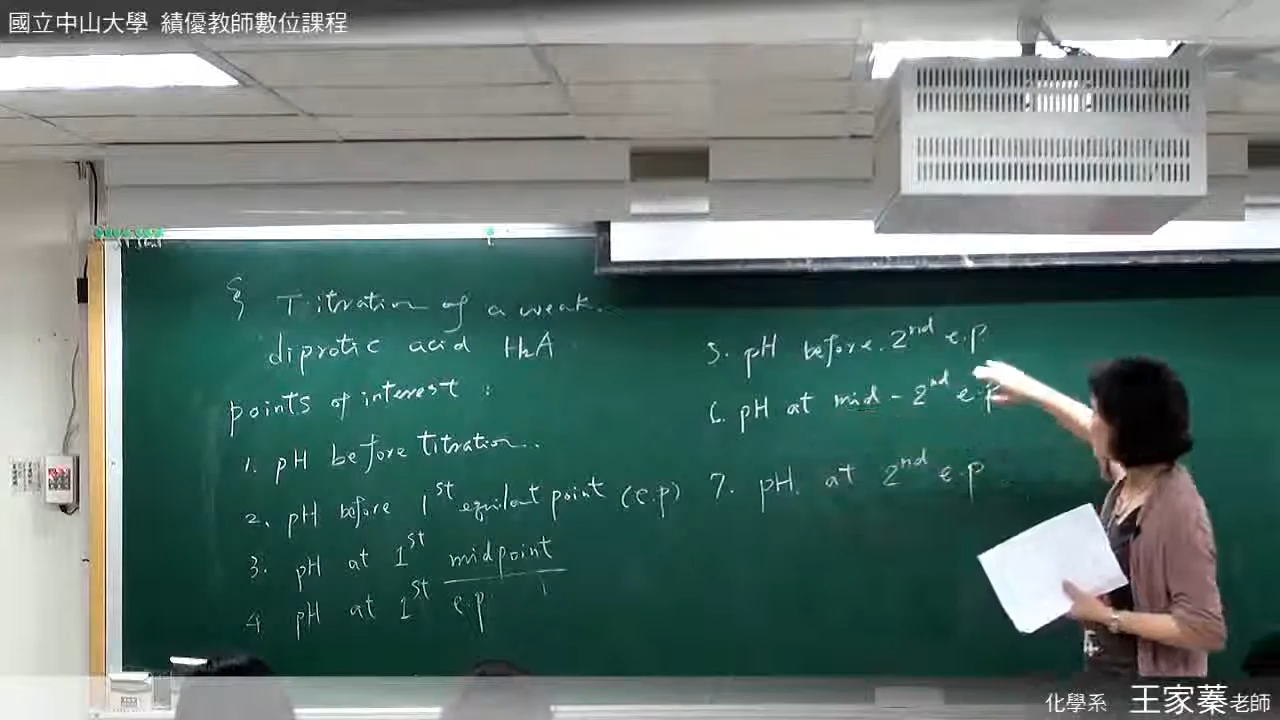 國立中山大學 績優教師數位課程
§ Titration of a weak
diprotic acid H2A
points of interest :
1. pH before titration..
2. pH before 1st equilent point (e.p)
3. pH at 1st midpoint
4 pH at 1st e.p.
5. pH before. 2nd e.p
6. pH at mid - 2nd e.p
7. pH. at 2nd e.p
化學系 王家蓁老師